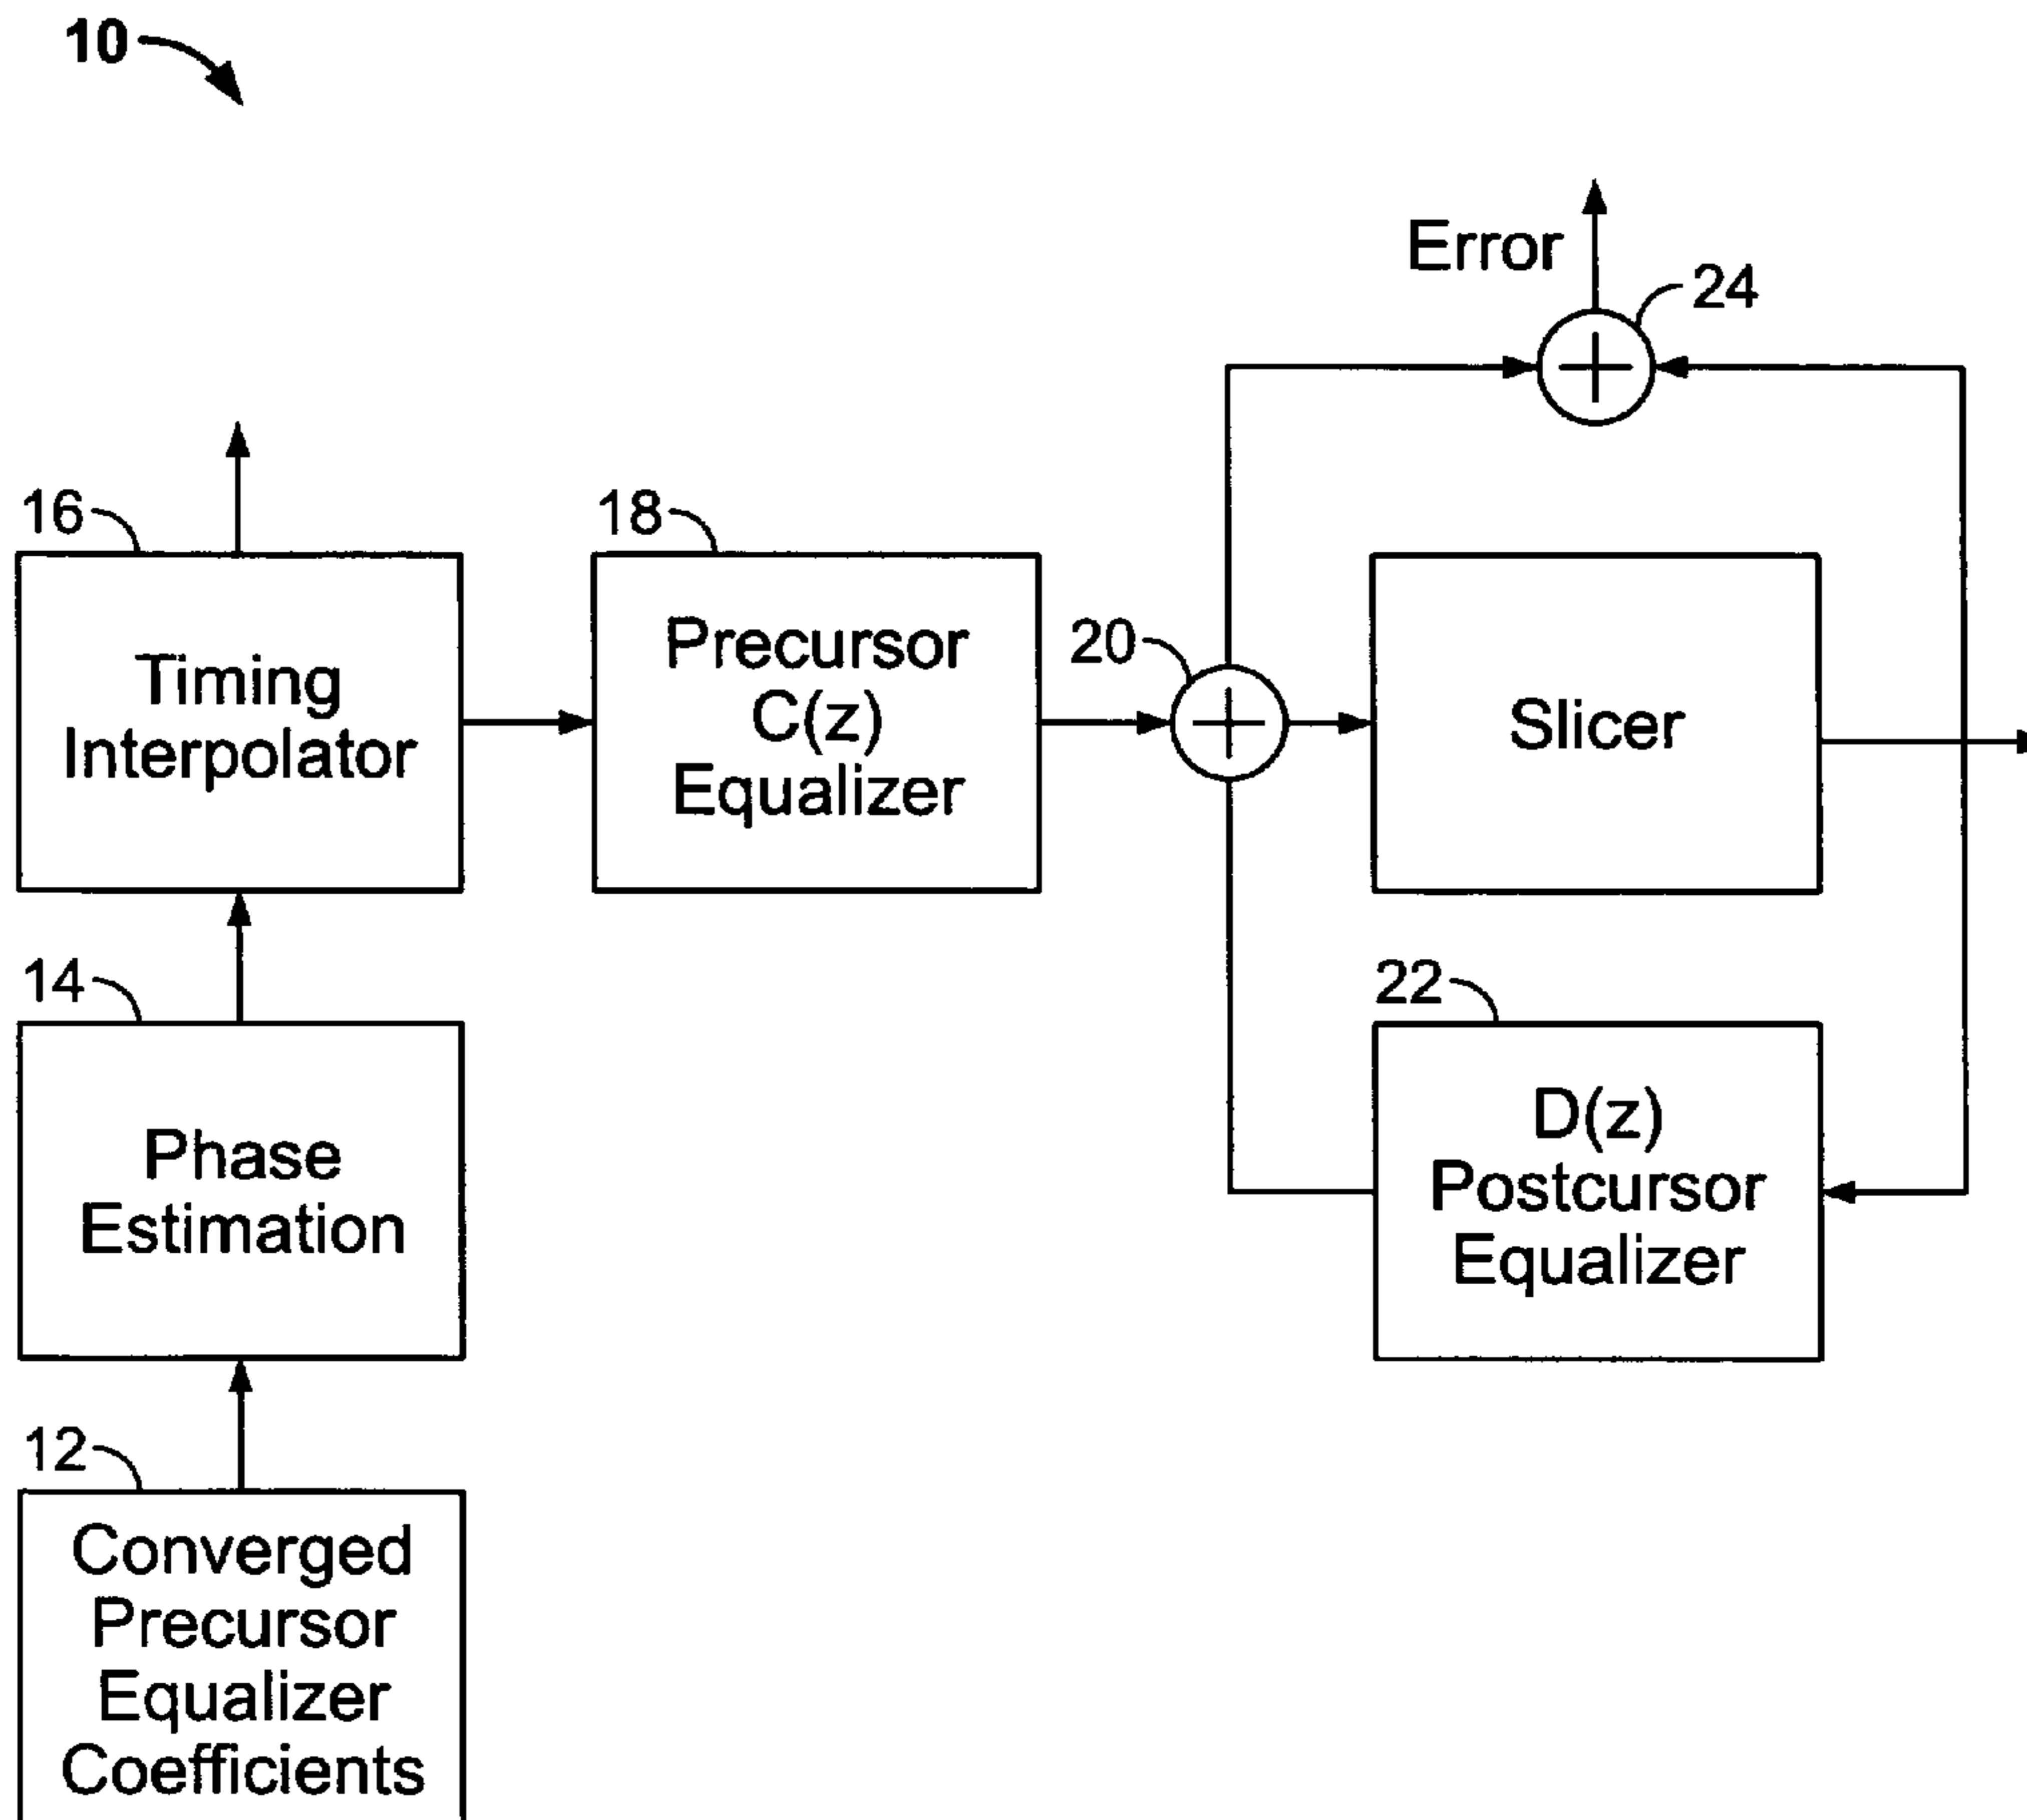 10
Error
24
16
Timing
Interpolator
18
Precursor
C(z)
Equalizer
20
Slicer
14
Phase
Estimation
22
D(z)
Postcursor
Equalizer
12
Converged
Precursor
Equalizer
Coefficients